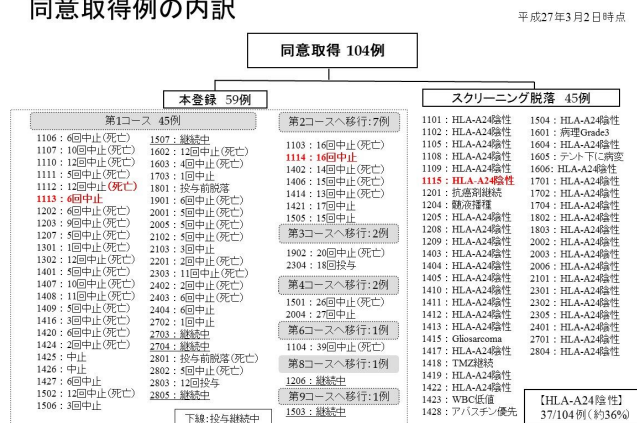 同意取得例の内訳
平成27年3月2日時点
同意取得 104例
本登録 59例
スクリーニング脱落 45例
第1コース 45例
1106：6回中止(死亡)
1107：10回中止(死亡)
1110：12回中止(死亡)
1111：5回中止(死亡)
1112：12回中止(死亡)
1113：6回中止
1202：6回中止(死亡)
1203：9回中止(死亡)
1207：5回中止(死亡)
1301：1回中止(死亡)
1302：12回中止(死亡)
1401：5回中止(死亡)
1407：10回中止(死亡)
1408：11回中止(死亡)
1409：5回中止(死亡)
1416：3回中止(死亡)
1420：6回中止(死亡)
1424：2回中止(死亡)
1425：中止
1426：中止
1427：6回中止
1502：12回中止(死亡)
1506：3回中止
1507：継続中
1602：12回中止(死亡)
1603：4回中止(死亡)
1703：1回中止
1801：投与前脱落
1901：6回中止(死亡)
2001：5回中止(死亡)
2005：5回中止(死亡)
2102：5回中止(死亡)
2103：3回中止
2201：2回中止(死亡)
2303：11回中止(死亡)
2402：2回中止(死亡)
2403：6回中止(死亡)
2404：6回中止
2702：1回中止
2703：継続中
2704：継続中
2801：投与前脱落(死亡)
2802：5回中止(死亡)
2803：12回投与
2805：継続中
下線：投与継続中
第2コースへ移行：7例
1103：16回中止(死亡)
1114：16回中止
1402：14回中止(死亡)
1406：15回中止(死亡)
1414：13回中止(死亡)
1421：17回中止
1505：15回中止
第3コースへ移行：2例
1902：20回中止(死亡)
2304：18回投与
第4コースへ移行：2例
1501：26回中止(死亡)
2004：27回中止
第6コースへ移行：1例
1104：39回中止(死亡)
第8コースへ移行：1例
1206：継続中
第9コースへ移行：1例
1503：継続中
1101：HLA-A24陰性
1102：HLA-A24陰性
1105：HLA-A24陰性
1108：HLA-A24陰性
1109：HLA-A24陰性
1115：HLA-A24陰性
1201：抗癌剤継続
1204：髄液播種
1205：HLA-A24陰性
1208：HLA-A24陰性
1209：HLA-A24陰性
1403：HLA-A24陰性
1404：HLA-A24陰性
1405：HLA-A24陰性
1410：HLA-A24陰性
1411：HLA-A24陰性
1412：HLA-A24陰性
1413：HLA-A24陰性
1415：Gliosarcoma
1417：HLA-A24陰性
1418：TMZ継続
1419：HLA-A24陰性
1422：HLA-A24陰性
1423：WBC低値
1428：アバスチン優先
1504：HLA-A24陰性
1601：病理Grade3
1604：HLA-A24陰性
1605：テント下に病変
1606：HLA-A24陰性
1701：HLA-A24陰性
1702：HLA-A24陰性
1704：HLA-A24陰性
1802：HLA-A24陰性
1803：HLA-A24陰性
2002：HLA-A24陰性
2003：HLA-A24陰性
2006：HLA-A24陰性
2101：HLA-A24陰性
2301：HLA-A24陰性
2302：HLA-A24陰性
2305：HLA-A24陰性
2401：HLA-A24陰性
2701：HLA-A24陰性
2804：HLA-A24陰性
【HLA-A24陰性】
37/104例(約36%)